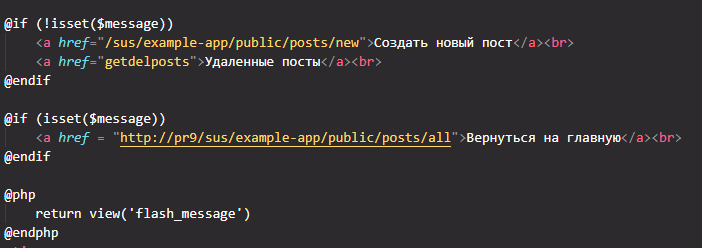 @if (!isset($message))
<a href="/sus/example-app/public/posts/new">Создать новый пост</a><br>
<a href="getdelposts">Удаленные посты</a><br>
@endif
@if (isset($message))
<a href = "http://pr9/sus/example-app/public/posts/all">Вернуться на главную</a><br>
@endif
@php
return view('flash_message')
@endphp